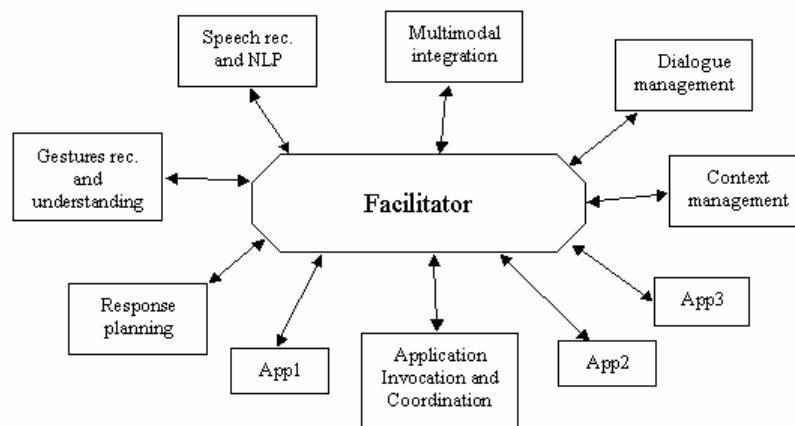 Speech rec.
and NLP
Multimodal
integration
Dialogue
management
Gestures rec.
and
understanding
Facilitator
Context
management
Response
planning
App1
Application
Invocation and
Coordination
App2
App3